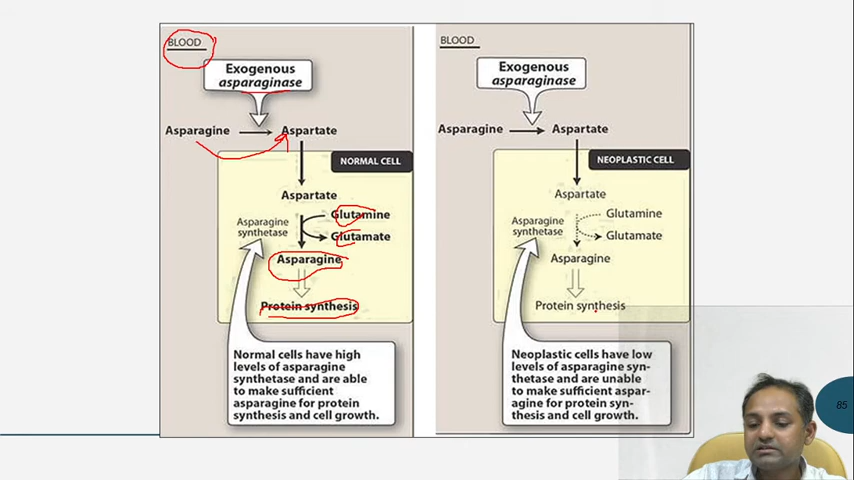 BLOOD
Exogenous
asparaginase
Asparagine
Aspartate
NORMAL CELL
Aspartate
Asparagine
synthetase
Glutamine
Glutamate
Asparagine
Protein synthesis
Normal cells have high
levels of asparagine
synthetase and are able
to make sufficient
asparagine for protein
synthesis and cell growth.
BLOOD
Exogenous
asparaginase
Asparagine
Aspartate
NEOPLASTIC CELL
Aspartate
Asparagine
synthetase
Glutamine
Glutamate
Asparagine
Protein synthesis
Neoplastic cells have low
levels of asparagine syn-
thetase and are unable
to make sufficient aspar-
agine for protein syn-
thesis and cell growth.
85